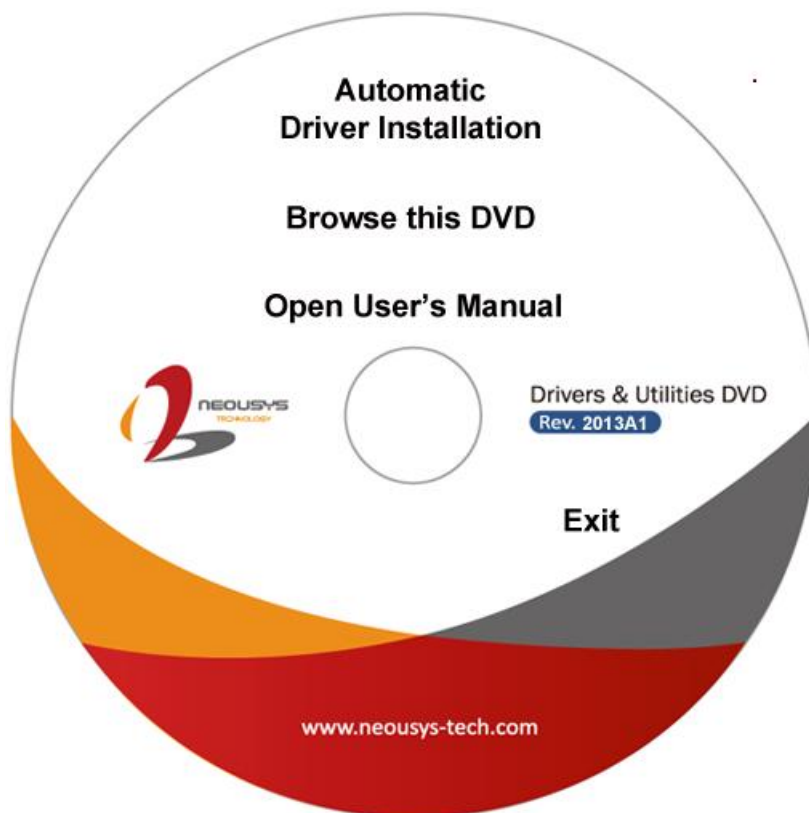 Automatic
Driver Installation
Browse this DVD
Open User's Manual
NEOUSYS
TECHNOLOGY
Drivers & Utilities DVD
Rev. 2013A1
Exit
www.neousys-tech.com